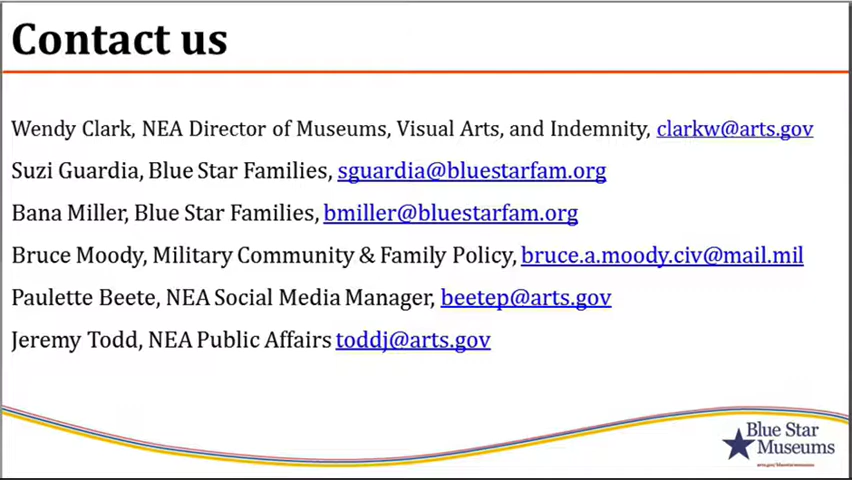 Contact us
Wendy Clark, NEA Director of Museums, Visual Arts, and Indemnity, clarkw@arts.gov
Suzi Guardia, Blue Star Families, sguardia@bluestarfam.org
Bana Miller, Blue Star Families, bmiller@bluestarfam.org
Bruce Moody, Military Community & Family Policy, bruce.a.moody.civ@mail.mil
Paulette Beete, NEA Social Media Manager, beetep@arts.gov
Jeremy Todd, NEA Public Affairs toddj@arts.gov
Blue Star
Museums